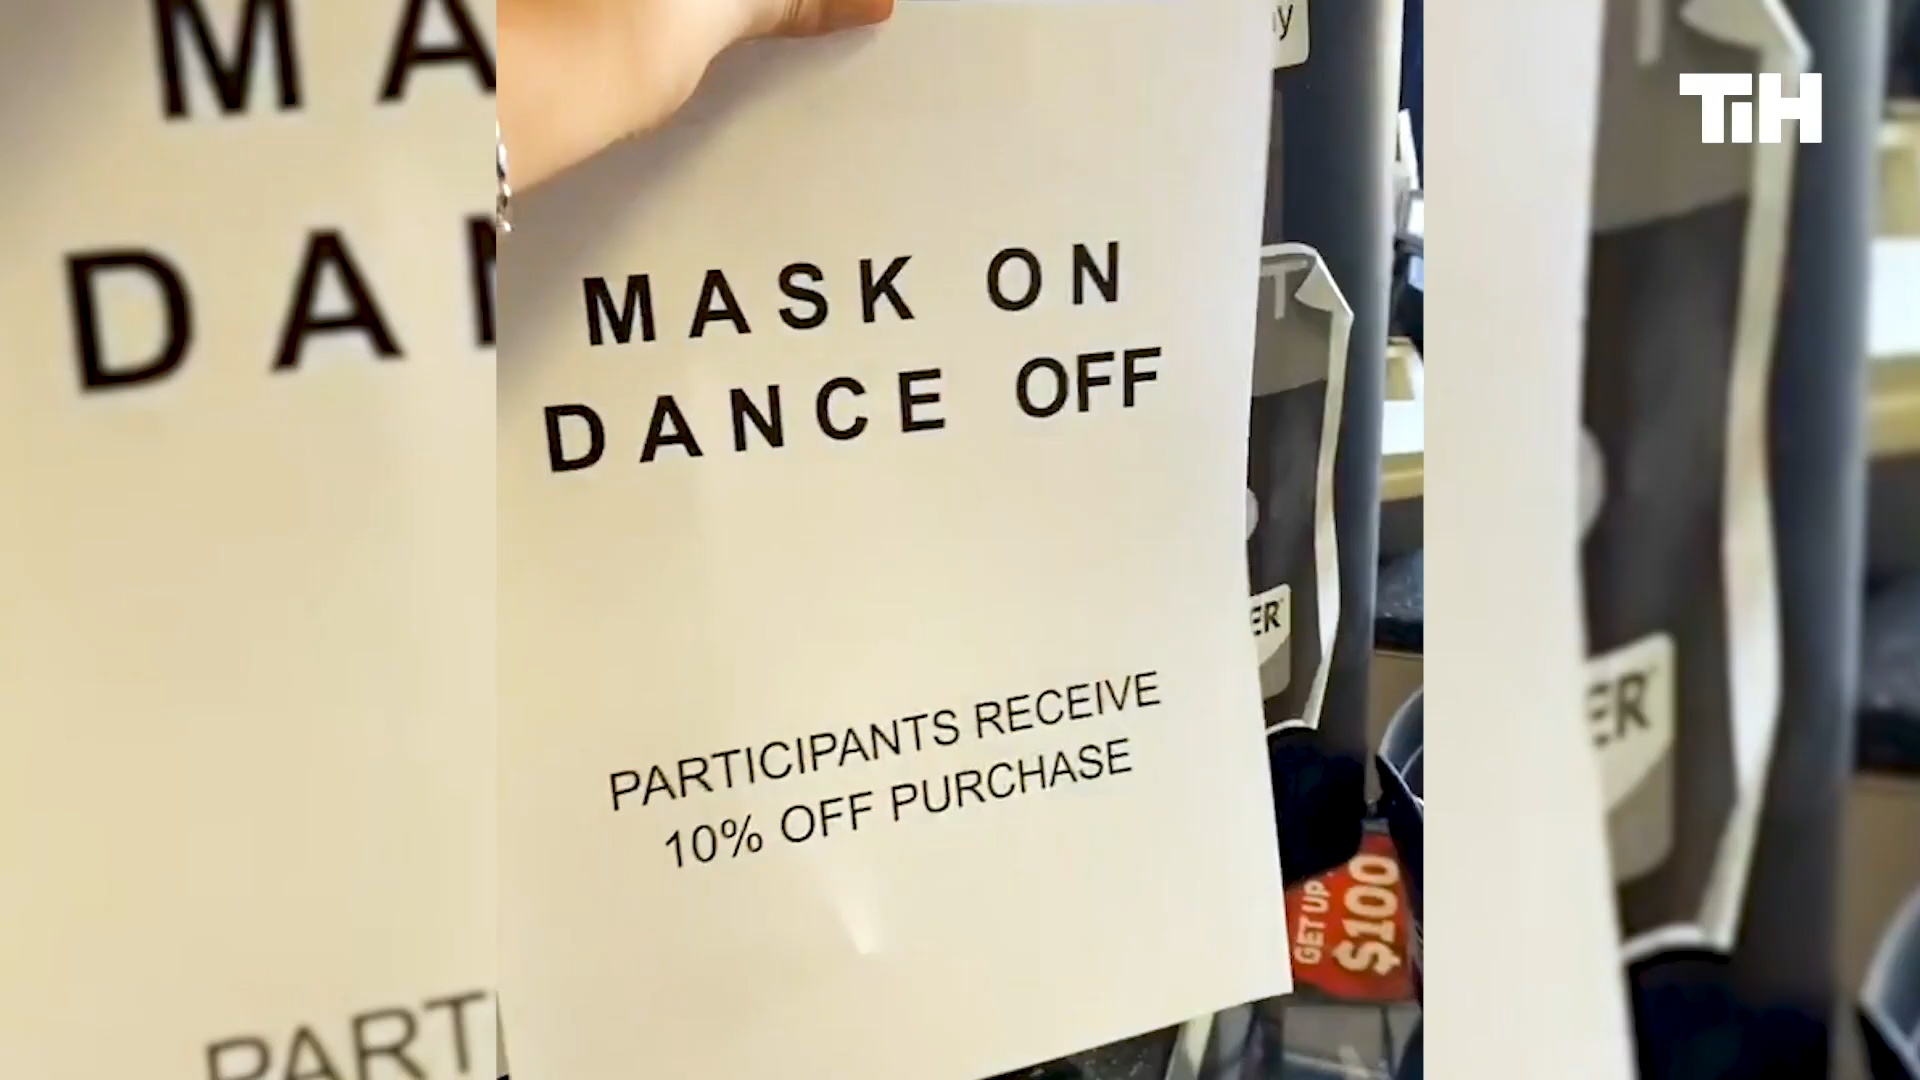 MASK ON
DANCE OFF
PARTICIPANTS RECEIVE
10% OFF PURCHASE
GET UP
$100
TiH